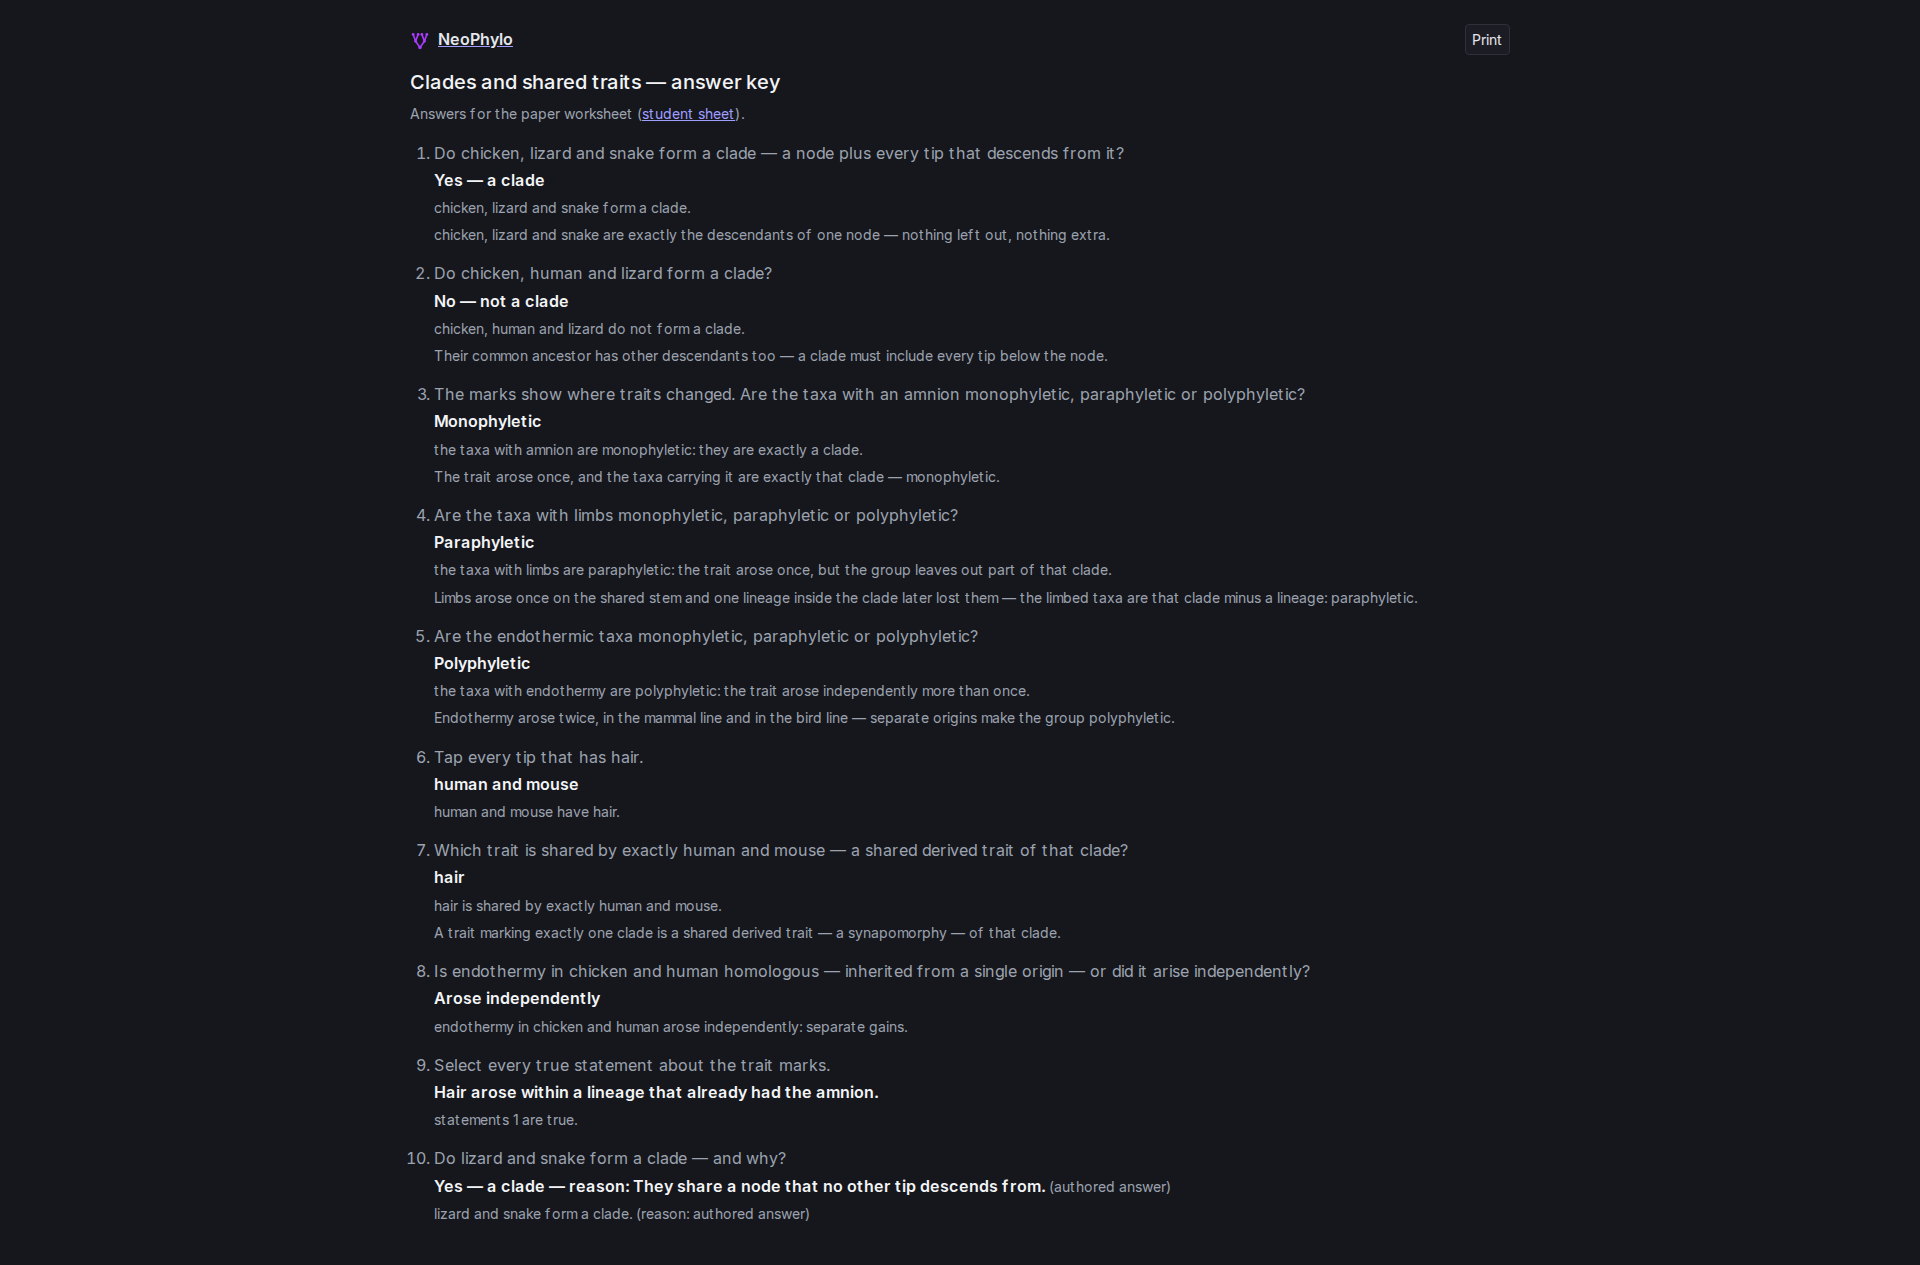 NeoPhylo
Print
Clades and shared traits — answer key
Answers for the paper worksheet (student sheet).
1. Do chicken, lizard and snake form a clade — a node plus every tip that descends from it?
Yes — a clade
chicken, lizard and snake form a clade.
chicken, lizard and snake are exactly the descendants of one node — nothing left out, nothing extra.
2. Do chicken, human and lizard form a clade?
No — not a clade
chicken, human and lizard do not form a clade.
Their common ancestor has other descendants too — a clade must include every tip below the node.
3. The marks show where traits changed. Are the taxa with an amnion monophyletic, paraphyletic or polyphyletic?
Monophyletic
the taxa with amnion are monophyletic: they are exactly a clade.
The trait arose once, and the taxa carrying it are exactly that clade — monophyletic.
4. Are the taxa with limbs monophyletic, paraphyletic or polyphyletic?
Paraphyletic
the taxa with limbs are paraphyletic: the trait arose once, but the group leaves out part of that clade.
Limbs arose once on the shared stem and one lineage inside the clade later lost them — the limbed taxa are that clade minus a lineage: paraphyletic.
5. Are the endothermic taxa monophyletic, paraphyletic or polyphyletic?
Polyphyletic
the taxa with endothermy are polyphyletic: the trait arose independently more than once.
Endothermy arose twice, in the mammal line and in the bird line — separate origins make the group polyphyletic.
6. Tap every tip that has hair.
human and mouse
human and mouse have hair.
7. Which trait is shared by exactly human and mouse — a shared derived trait of that clade?
hair
hair is shared by exactly human and mouse.
A trait marking exactly one clade is a shared derived trait — a synapomorphy — of that clade.
8. Is endothermy in chicken and human homologous — inherited from a single origin — or did it arise independently?
Arose independently
endothermy in chicken and human arose independently: separate gains.
9. Select every true statement about the trait marks.
Hair arose within a lineage that already had the amnion.
statements 1 are true.
10. Do lizard and snake form a clade — and why?
Yes — a clade — reason: They share a node that no other tip descends from. (authored answer)
lizard and snake form a clade. (reason: authored answer)